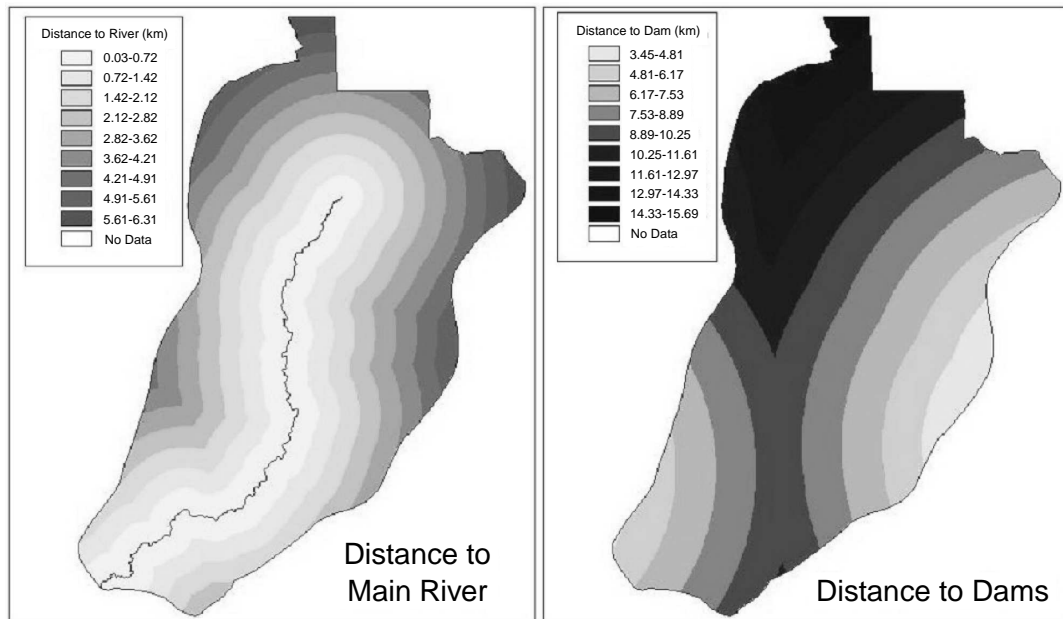 Distance to River (km)
0.03-0.72
0.72-1.42
1.42-2.12
2.12-2.82
2.82-3.62
3.62-4.21
4.21-4.91
4.91-5.61
5.61-6.31
No Data
Distance to
Main River
Distance to Dam (km)
3.45-4.81
4.81-6.17
6.17-7.53
7.53-8.89
8.89-10.25
10.25-11.61
11.61-12.97
12.97-14.33
14.33-15.69
No Data
Distance to Dams